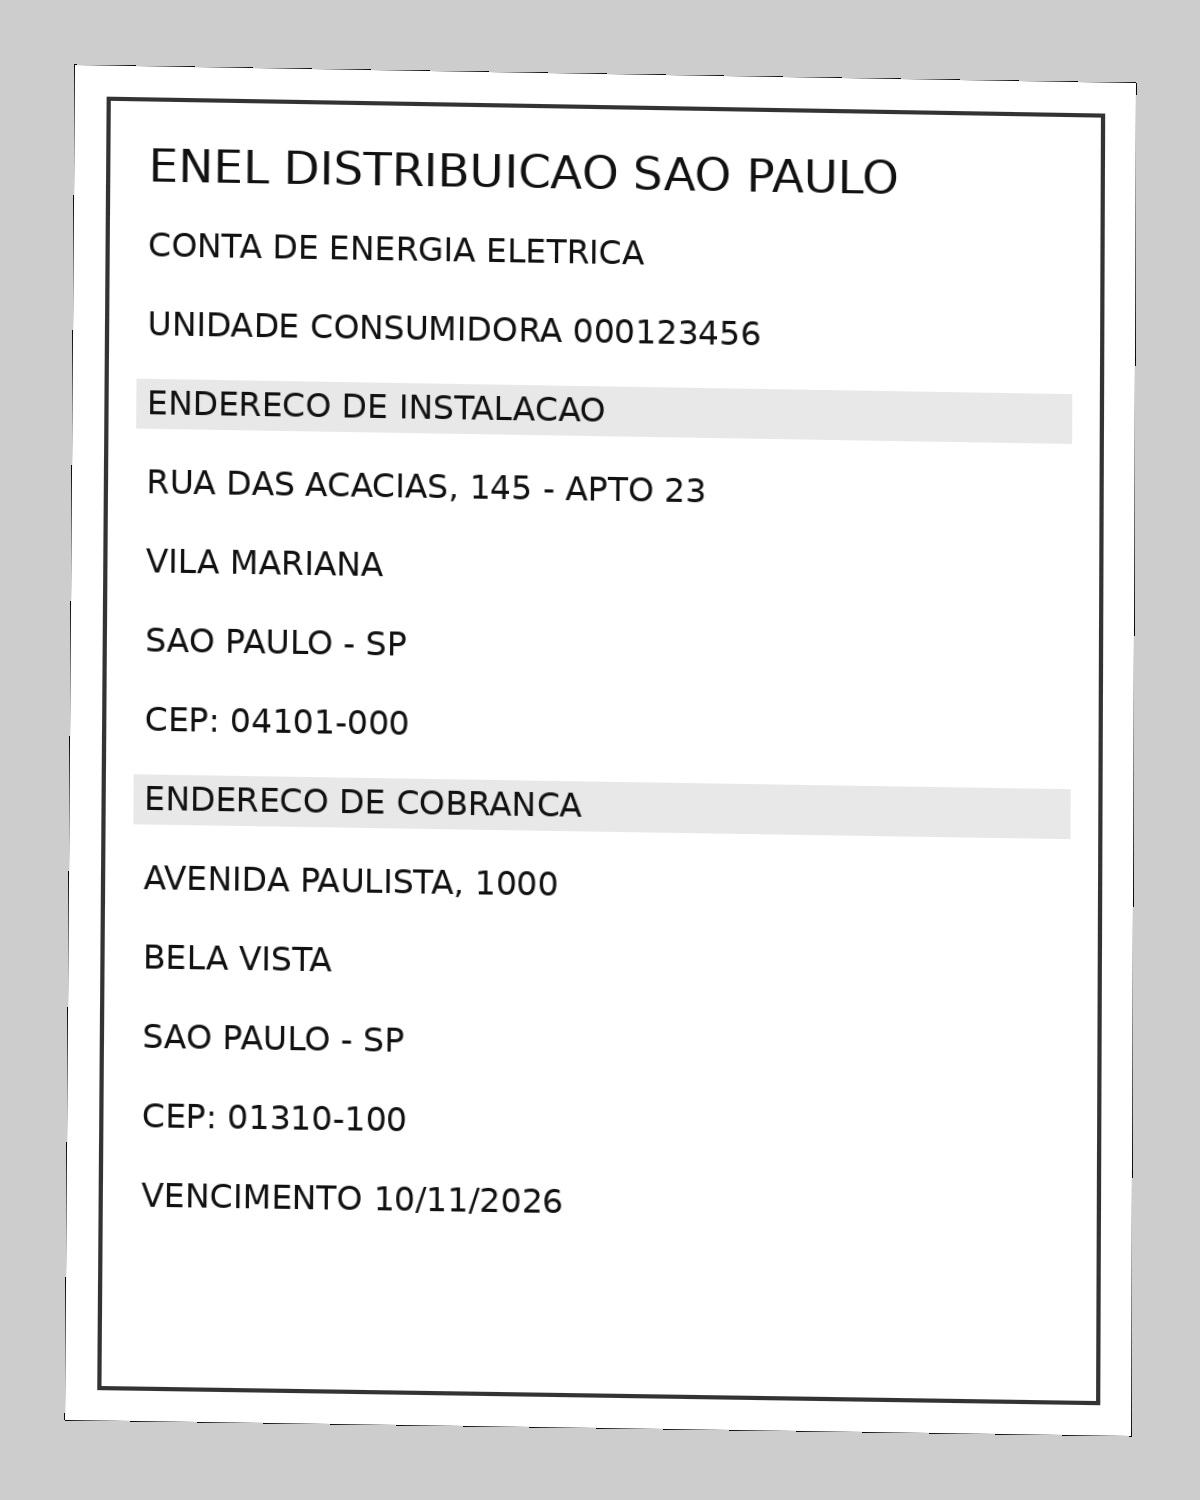 ENEL DISTRIBUICAO SAO PAULO
CONTA DE ENERGIA ELETRICA
UNIDADE CONSUMIDORA 000123456
ENDERECO DE INSTALACAO
RUA DAS ACACIAS, 145 - APTO 23
VILA MARIANA
SAO PAULO - SP
CEP: 04101-000
ENDERECO DE COBRANCA
AVENIDA PAULISTA, 1000
BELA VISTA
SAO PAULO - SP
CEP: 01310-100
VENCIMENTO 10/11/2026